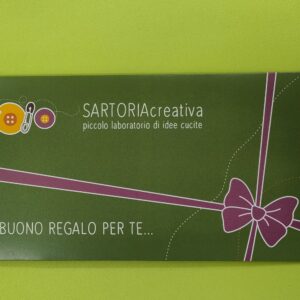 SARTORIAcreativa
piccolo laboratorio di idee cucite
BUONO REGALO PER TE...